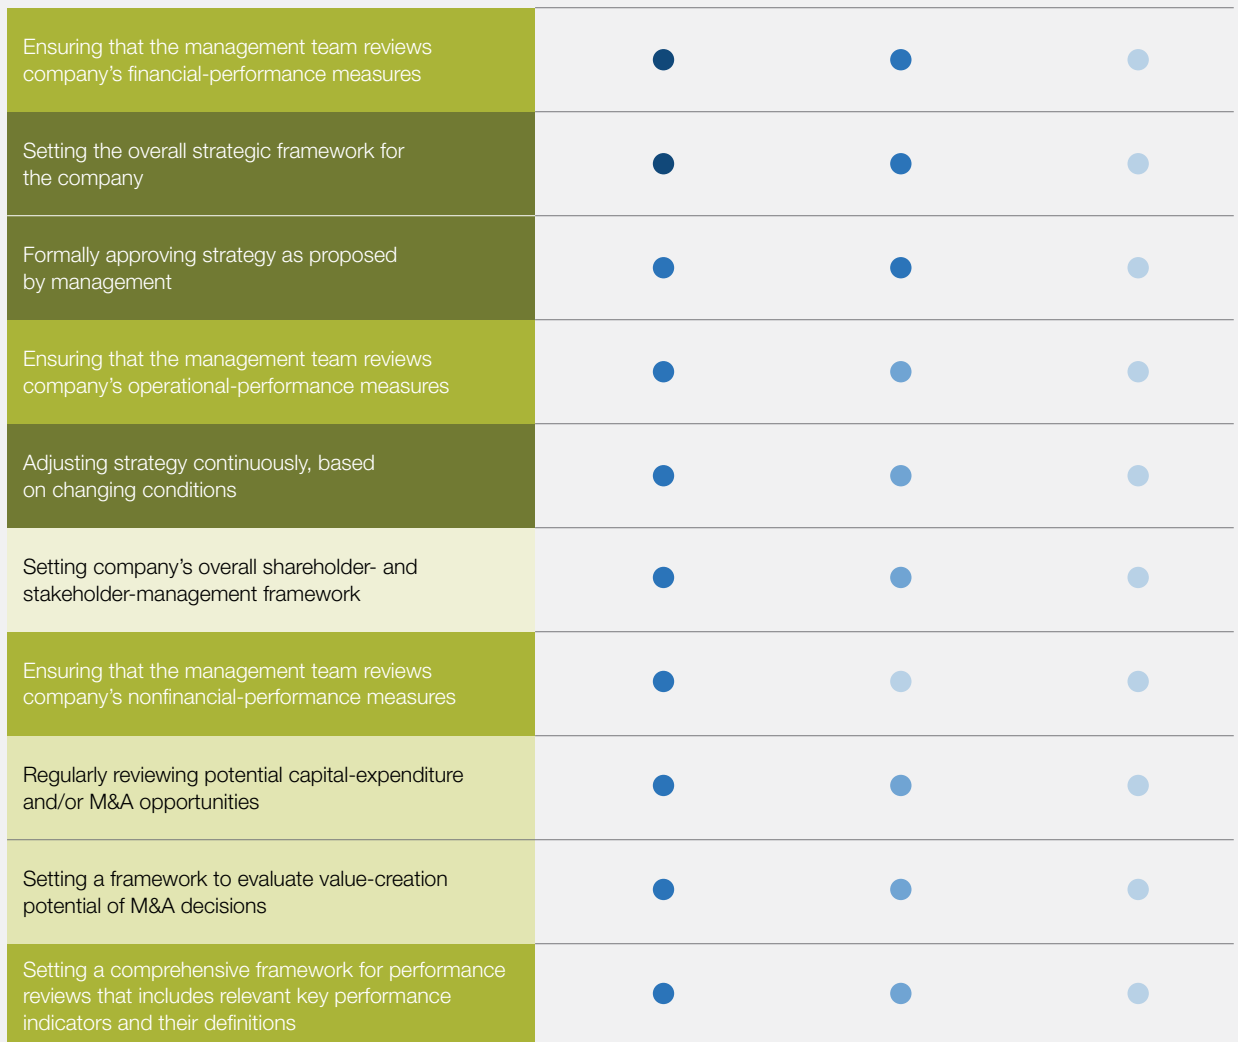 Ensuring that the management team reviews
company’s financial-performance measures
Setting the overall strategic framework for
the company
Formally approving strategy as proposed
by management
Ensuring that the management team reviews
company’s operational-performance measures
Adjusting strategy continuously, based
on changing conditions
Setting company’s overall shareholder- and
stakeholder-management framework
Ensuring that the management team reviews
company’s nonfinancial-performance measures
Regularly reviewing potential capital-expenditure
and/or M&A opportunities
Setting a framework to evaluate value-creation
potential of M&A decisions
Setting a comprehensive framework for performance
reviews that includes relevant key performance
indicators and their definitions